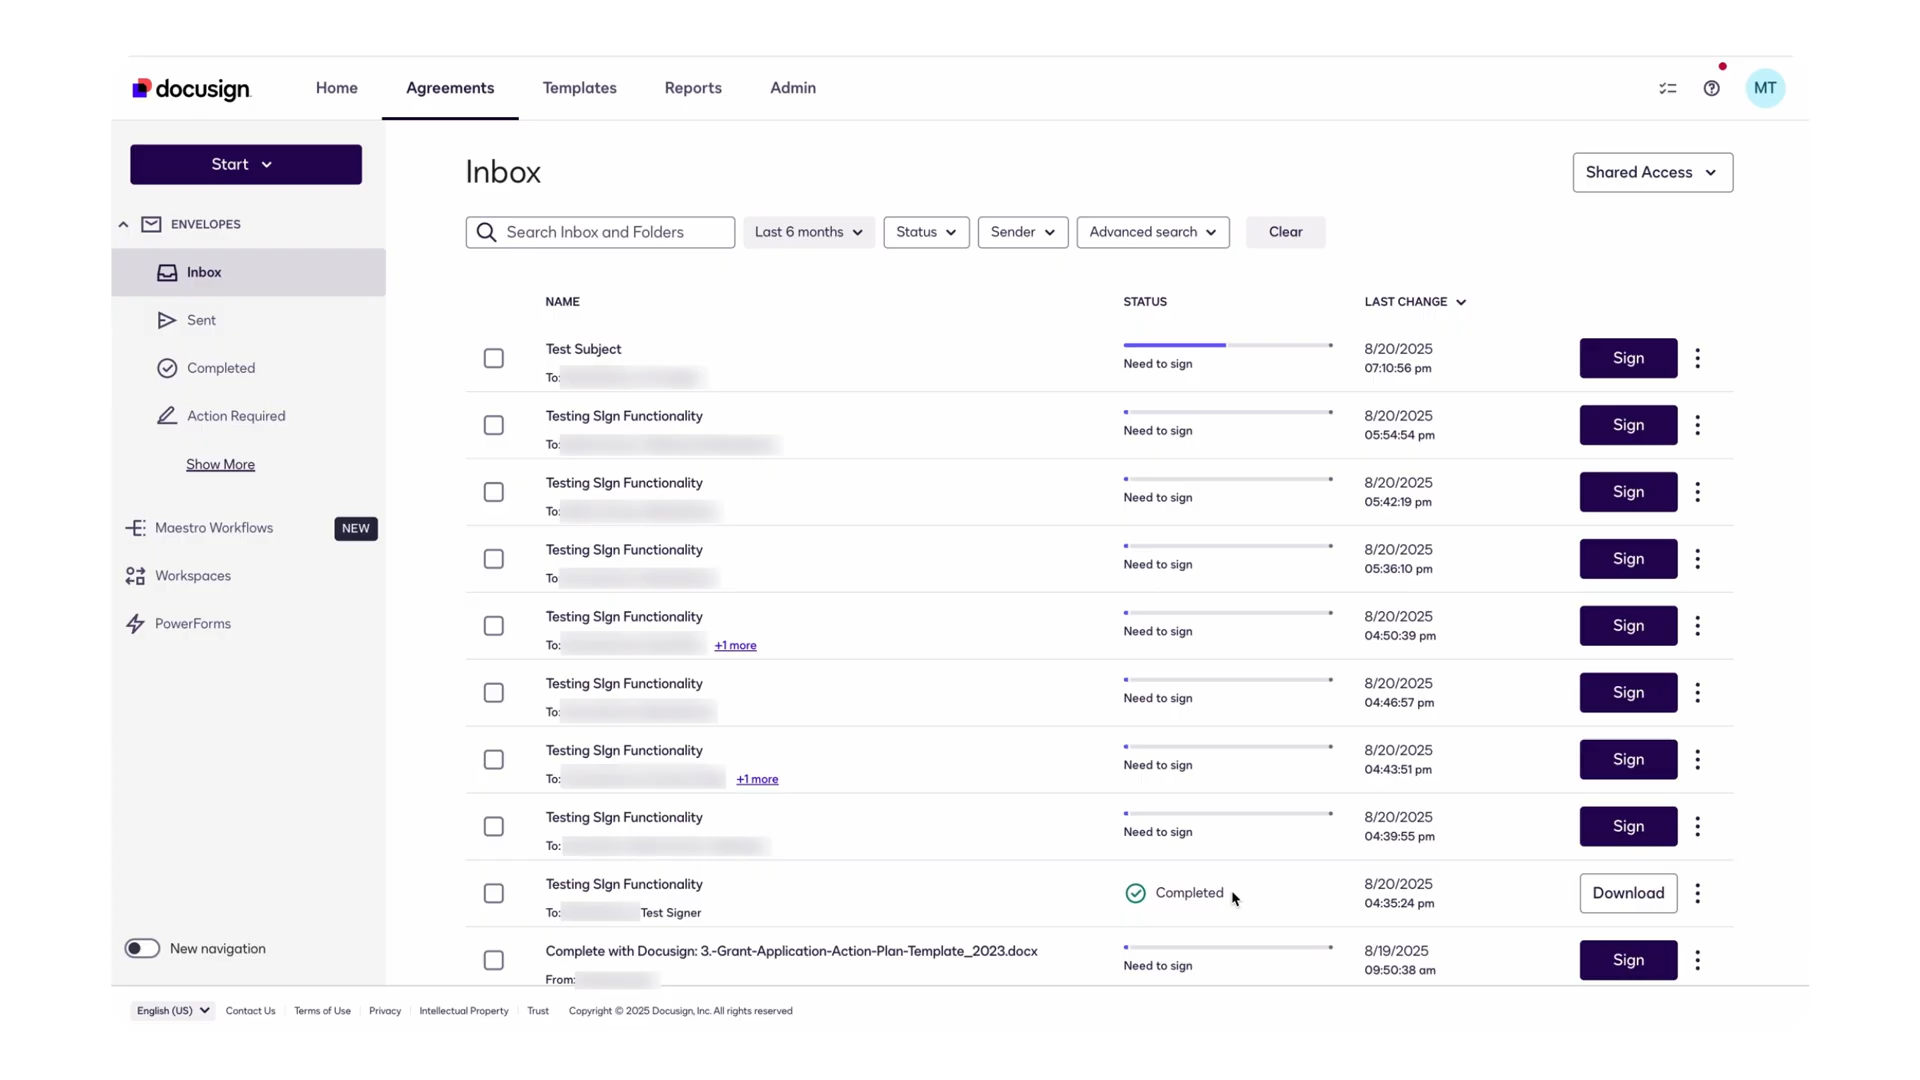 docusign
Home
Agreements
Templates
Reports
Admin
MT
Start
ENVELOPES
Inbox
Sent
Completed
Action Required
Show More
Maestro Workflows
NEW
Workspaces
PowerForms
New navigation
Inbox
Shared Access
Search Inbox and Folders
Last 6 months
Status
Sender
Advanced search
Clear
NAME
STATUS
LAST CHANGE
Test Subject
To:
Need to sign
8/20/2025
07:10:56 pm
Sign
Testing SIgn Functionality
To:
Need to sign
8/20/2025
05:54:54 pm
Sign
Testing SIgn Functionality
To:
Need to sign
8/20/2025
05:42:19 pm
Sign
Testing SIgn Functionality
To
Need to sign
8/20/2025
05:36:10 pm
Sign
Testing SIgn Functionality
To: +1 more
Need to sign
8/20/2025
04:50:39 pm
Sign
Testing SIgn Functionality
To:
Need to sign
8/20/2025
04:46:57 pm
Sign
Testing SIgn Functionality
To: +1 more
Need to sign
8/20/2025
04:43:51 pm
Sign
Testing SIgn Functionality
To:
Need to sign
8/20/2025
04:39:55 pm
Sign
Testing SIgn Functionality
To: Test Signer
Completed
8/20/2025
04:35:24 pm
Download
Complete with Docusign: 3.-Grant-Application-Action-Plan-Template_2023.docx
From:
Need to sign
8/19/2025
09:50:38 am
Sign
English (US)
Contact Us
Terms of Use
Privacy
Intellectual Property
Trust
Copyright © 2025 Docusign, Inc. All rights reserved